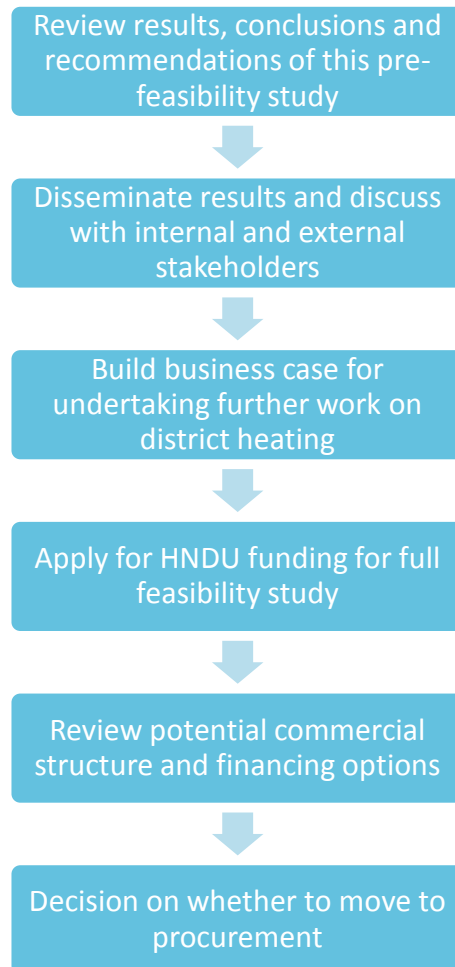 Review results, conclusions and
recommendations of this pre-
feasibility study
Disseminate results and discuss
with internal and external
stakeholders
Build business case for
undertaking further work on
district heating
Apply for HNDU funding for full
feasibility study
Review potential commercial
structure and financing options
Decision on whether to move to
procurement